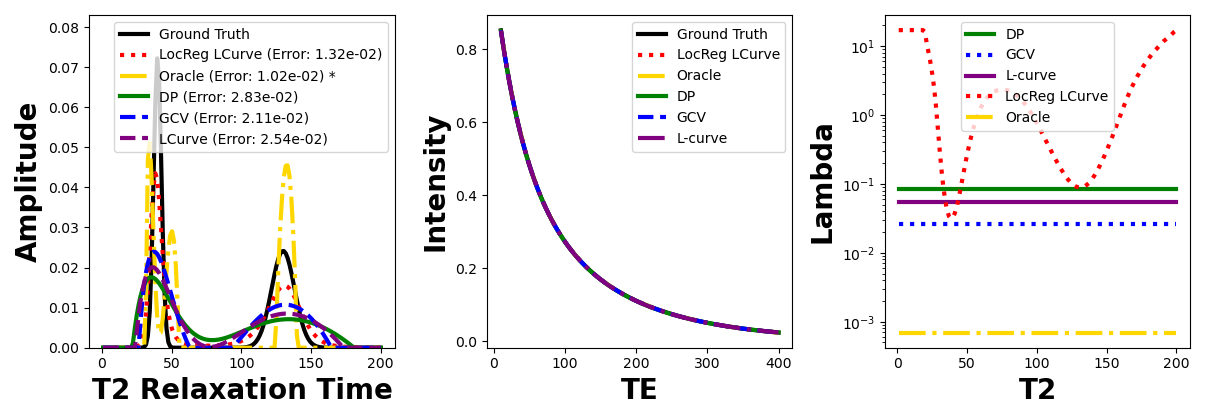 0.08
0.07
0.06
0.05
0.04
0.03
0.02
0.01
0.00
0
50
100
150
200
Amplitude
T2 Relaxation Time
Ground Truth
LocReg LCurve (Error: 1.32e-02)
Oracle (Error: 1.02e-02) *
DP (Error: 2.83e-02)
GCV (Error: 2.11e-02)
LCurve (Error: 2.54e-02)
0.8
0.6
0.4
0.2
0.0
0
100
200
300
400
Intensity
TE
Ground Truth
LocReg LCurve
Oracle
DP
GCV
L-curve
10^1
10^0
10^-1
10^-2
10^-3
0
50
100
150
200
Lambda
T2
DP
GCV
L-curve
LocReg LCurve
Oracle